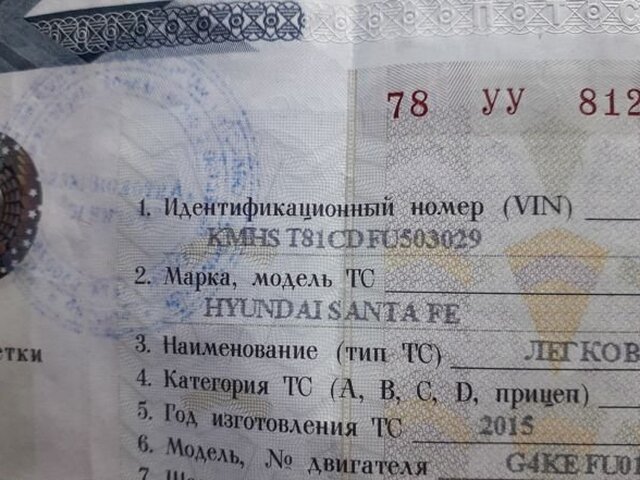 78 УУ 812
1. Идентификационный номер (VIN)
KMHS T81CD FU503029
2. Марка, модель ТС
HYUNDAI SANTA FE
3. Наименование (тип ТС) ЛЕГКОВ
4. Категория ТС (А, В, С, D, прицеп)
5. Год изготовления ТС 2015
етки
6. Модель, № двигателя G4KE FU01